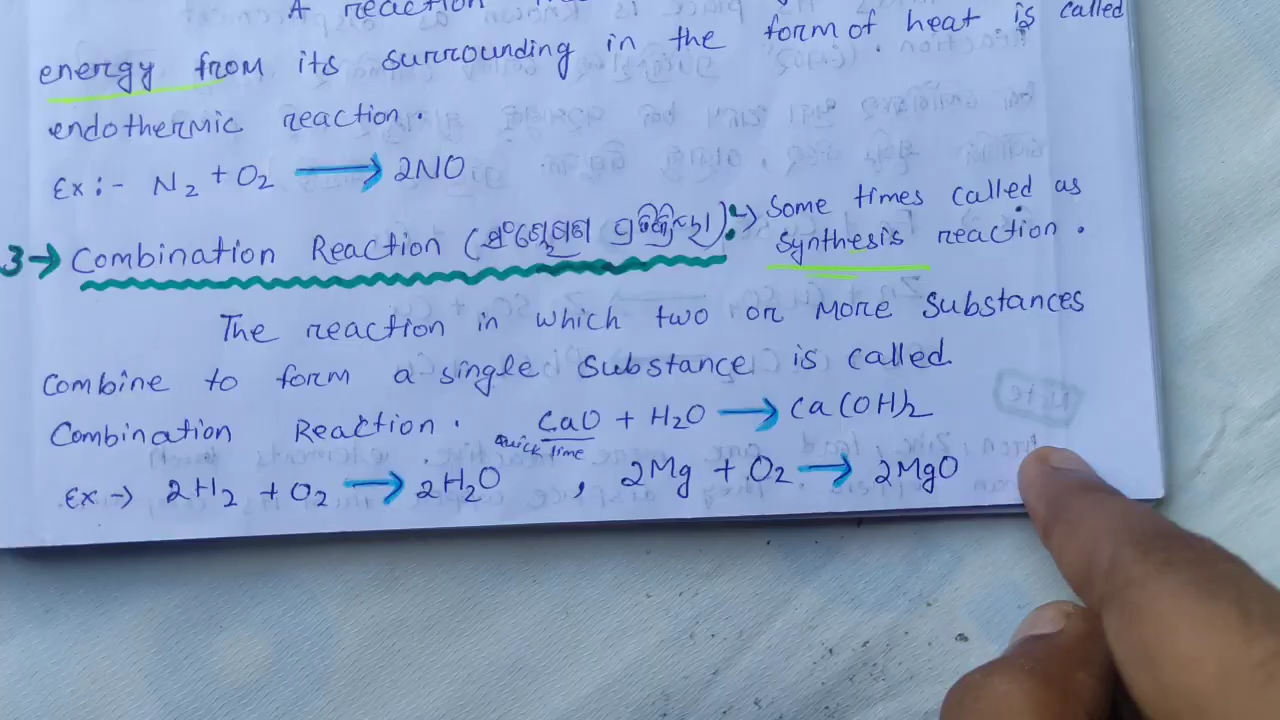 A reaction
energy from its surrounding in the form of heat is called
endothermic reaction.
Ex:- N₂ + O₂ → 2NO
3→ Combination Reaction (ସଂଶ୍ଳେଷଣ ପ୍ରତିକ୍ରିୟା) :→ Some times called as
synthesis reaction.
The reaction in which two or more substances
combine to form a single substance is called
Combination Reaction. CaO + H₂O → Ca(OH)₂
quick lime
Ex→ 2H₂ + O₂ → 2H₂O , 2Mg + O₂ → 2MgO